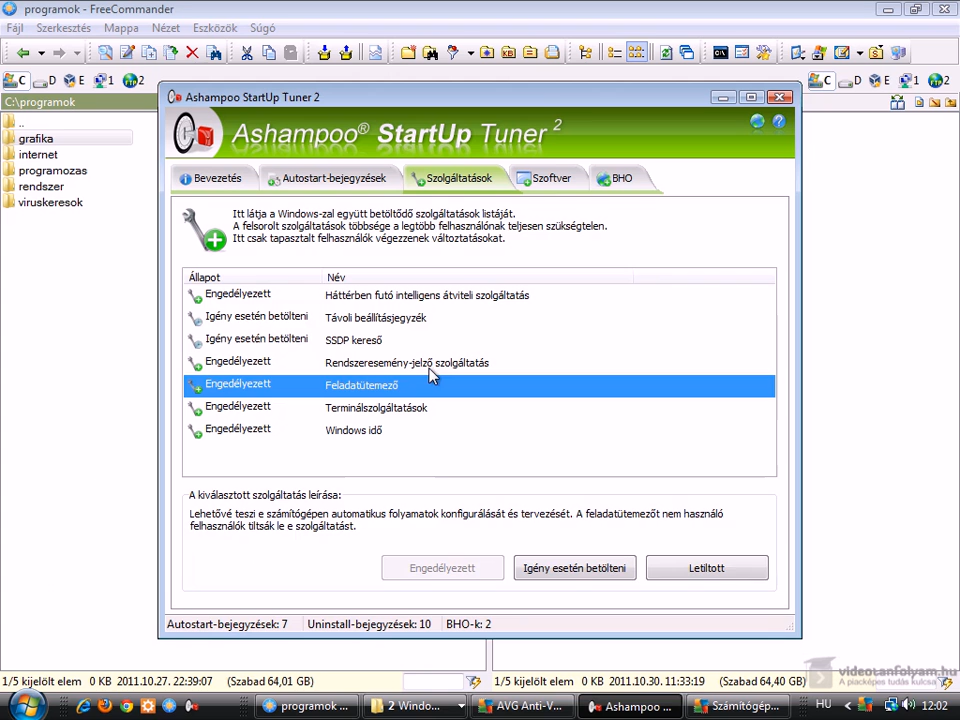 programok - FreeCommander
Fájl Szerkesztés Mappa Nézet Eszközök Súgó
C D E 1 2 C D E 1 2
C:\programok
..
grafika
internet
programozas
rendszer
viruskeresok
Ashampoo StartUp Tuner 2
Ashampoo® StartUp Tuner 2
Bevezetés Autostart-bejegyzések Szolgáltatások Szoftver BHO
Itt látja a Windows-zal együtt betöltődő szolgáltatások listáját.
A felsorolt szolgáltatások többsége a legtöbb felhasználónak teljesen szükségtelen.
Itt csak tapasztalt felhasználók végezzenek változtatásokat.
Állapot Név
Engedélyezett Háttérben futó intelligens átviteli szolgáltatás
Igény esetén betölteni Távoli beállításjegyzék
Igény esetén betölteni SSDP kereső
Engedélyezett Rendszeresemény-jelző szolgáltatás
Engedélyezett Feladatütemező
Engedélyezett Terminálszolgáltatások
Engedélyezett Windows idő
A kiválasztott szolgáltatás leírása:
Lehetővé teszi e számítógépen automatikus folyamatok konfigurálását és tervezését. A feladatütemezőt nem használó
felhasználók tiltsák le e szolgáltatást.
Engedélyezett Igény esetén betölteni Letiltott
Autostart-bejegyzések: 7 Uninstall-bejegyzések: 10 BHO-k: 2
1/5 kijelölt elem 0 KB 2011.10.27. 22:39:07 (Szabad 64,01 GB) 1/5 kijelölt elem 0 KB 2011.10.30. 11:33:19 (Szabad 64,40 GB)
videotanfolyam.hu
A piacképes tudás kulcsa
programok ... 2 Windo... AVG Anti-V... Ashampoo ... Számítógép... HU 12:02